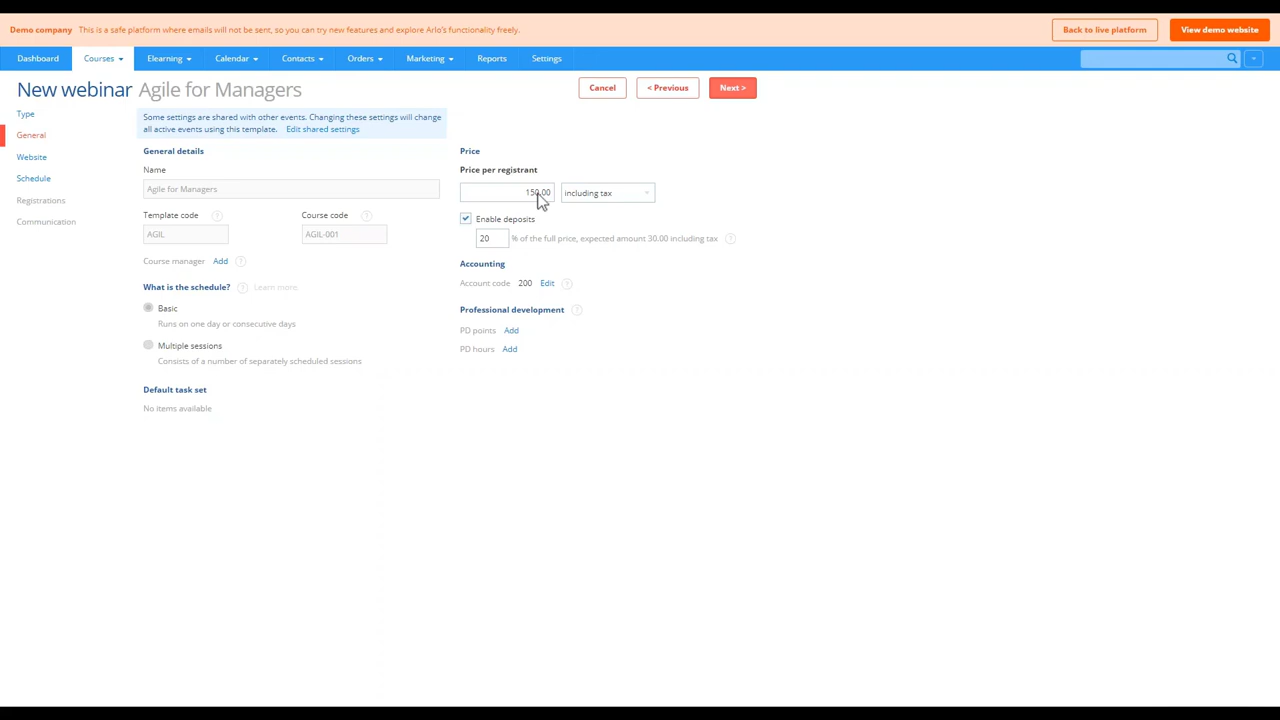 Demo company This is a safe platform where emails will not be sent, so you can try new features and explore Arlo's functionality freely.
Back to live platform
View demo website
Dashboard Courses Elearning Calendar Contacts Orders Marketing Reports Settings
New webinar Agile for Managers
Cancel < Previous Next >
Type
General
Website
Schedule
Registrations
Communication
Some settings are shared with other events. Changing these settings will change
all active events using this template. Edit shared settings.
General details
Name
Agile for Managers
Template code ? Course code ?
AGIL AGIL-001
Course manager Add ?
What is the schedule? ? Learn more.
Basic
Runs on one day or consecutive days
Multiple sessions
Consists of a number of separately scheduled sessions
Default task set
No items available
Price
Price per registrant
150.00 including tax
Enable deposits
20 % of the full price, expected amount 30.00 including tax ?
Accounting
Account code 200 Edit ?
Professional development ?
PD points Add
PD hours Add